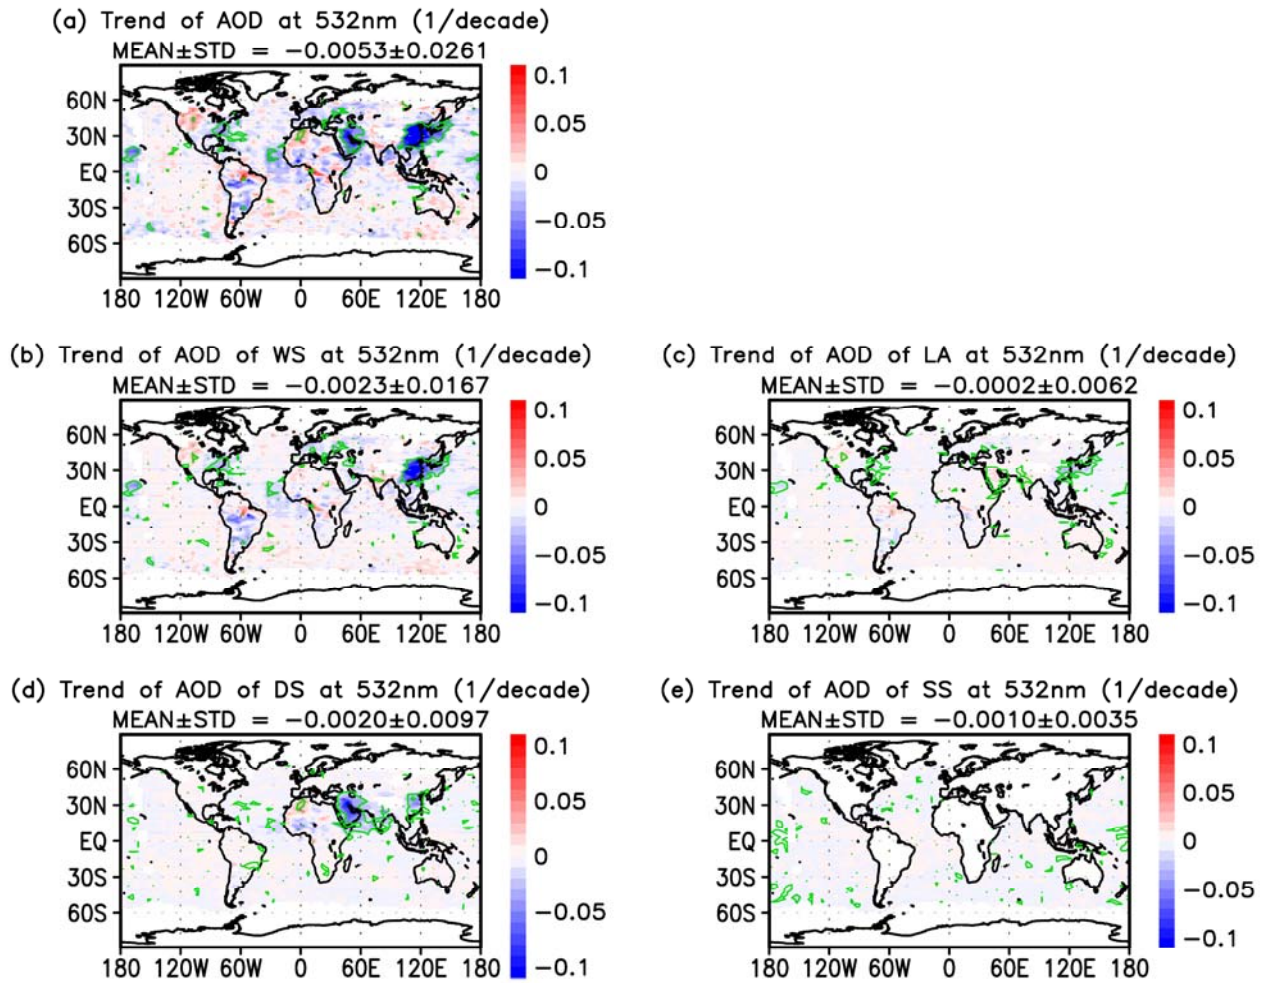 (a) Trend of AOD at 532nm (1/decade)
MEAN±STD = −0.0053±0.0261
60N
30N
EQ
30S
60S
180 120W 60W 0 60E 120E 180
0.1
0.05
0
−0.05
−0.1
(b) Trend of AOD of WS at 532nm (1/decade)
MEAN±STD = −0.0023±0.0167
60N
30N
EQ
30S
60S
180 120W 60W 0 60E 120E 180
0.1
0.05
0
−0.05
−0.1
(c) Trend of AOD of LA at 532nm (1/decade)
MEAN±STD = −0.0002±0.0062
60N
30N
EQ
30S
60S
180 120W 60W 0 60E 120E 180
0.1
0.05
0
−0.05
−0.1
(d) Trend of AOD of DS at 532nm (1/decade)
MEAN±STD = −0.0020±0.0097
60N
30N
EQ
30S
60S
180 120W 60W 0 60E 120E 180
0.1
0.05
0
−0.05
−0.1
(e) Trend of AOD of SS at 532nm (1/decade)
MEAN±STD = −0.0010±0.0035
60N
30N
EQ
30S
60S
180 120W 60W 0 60E 120E 180
0.1
0.05
0
−0.05
−0.1